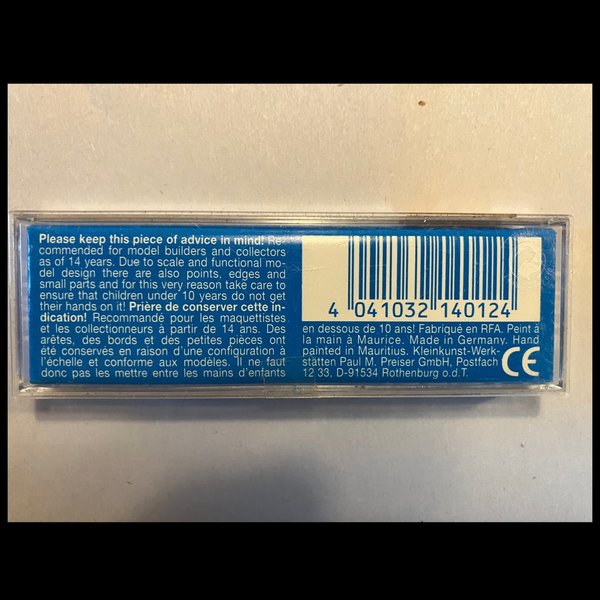 Please keep this piece of advice in mind! Re-
commended for model builders and collectors
as of 14 years. Due to scale and functional mo-
del design there are also points, edges and
small parts and for this very reason take care to
ensure that children under 10 years do not get
their hands on it! Prière de conserver cette in-
dication! Recommandé pour les maquettistes
et les collectionneurs à partir de 14 ans. Des
arêtes, des bords et des petites pièces ont
été conservés en raison d'une configuration à
l'échelle et conforme aux modèles. Il ne faut
donc pas les mettre entre les mains d'enfants
4 041032 140124
en dessous de 10 ans! Fabriqué en RFA. Peint à
la main à Maurice. Made in Germany. Hand
painted in Mauritius. Kleinkunst-Werk-
stätten Paul M. Preiser GmbH, Postfach
12 33, D-91534 Rothenburg o.d.T.
CE